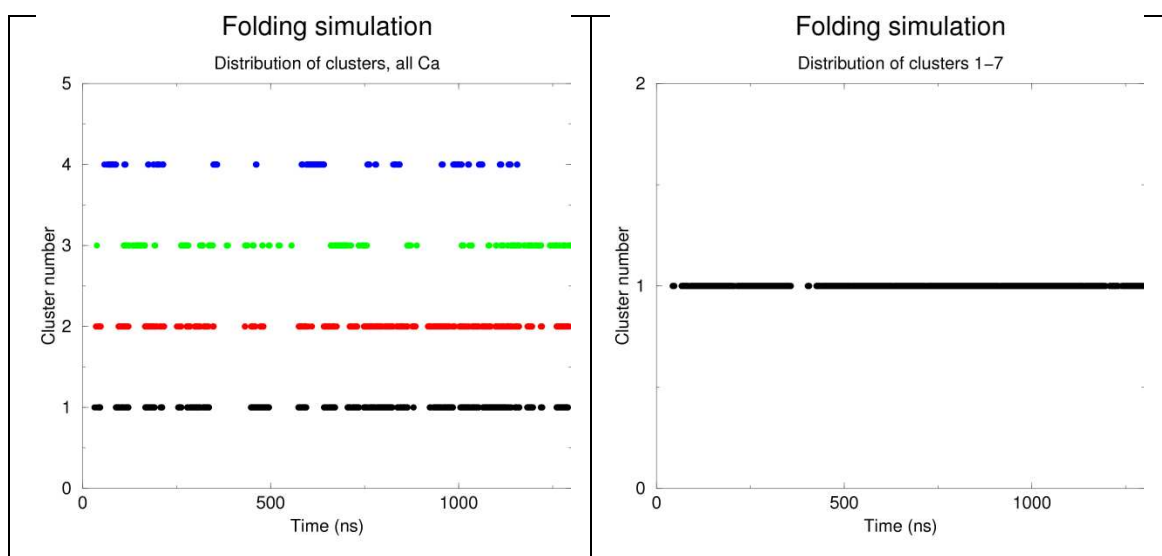 Folding simulation
Distribution of clusters, all Ca
5
4
3
2
1
0
Cluster number
0 500 1000
Time (ns)
Folding simulation
Distribution of clusters 1−7
2
1
0
Cluster number
0 500 1000
Time (ns)